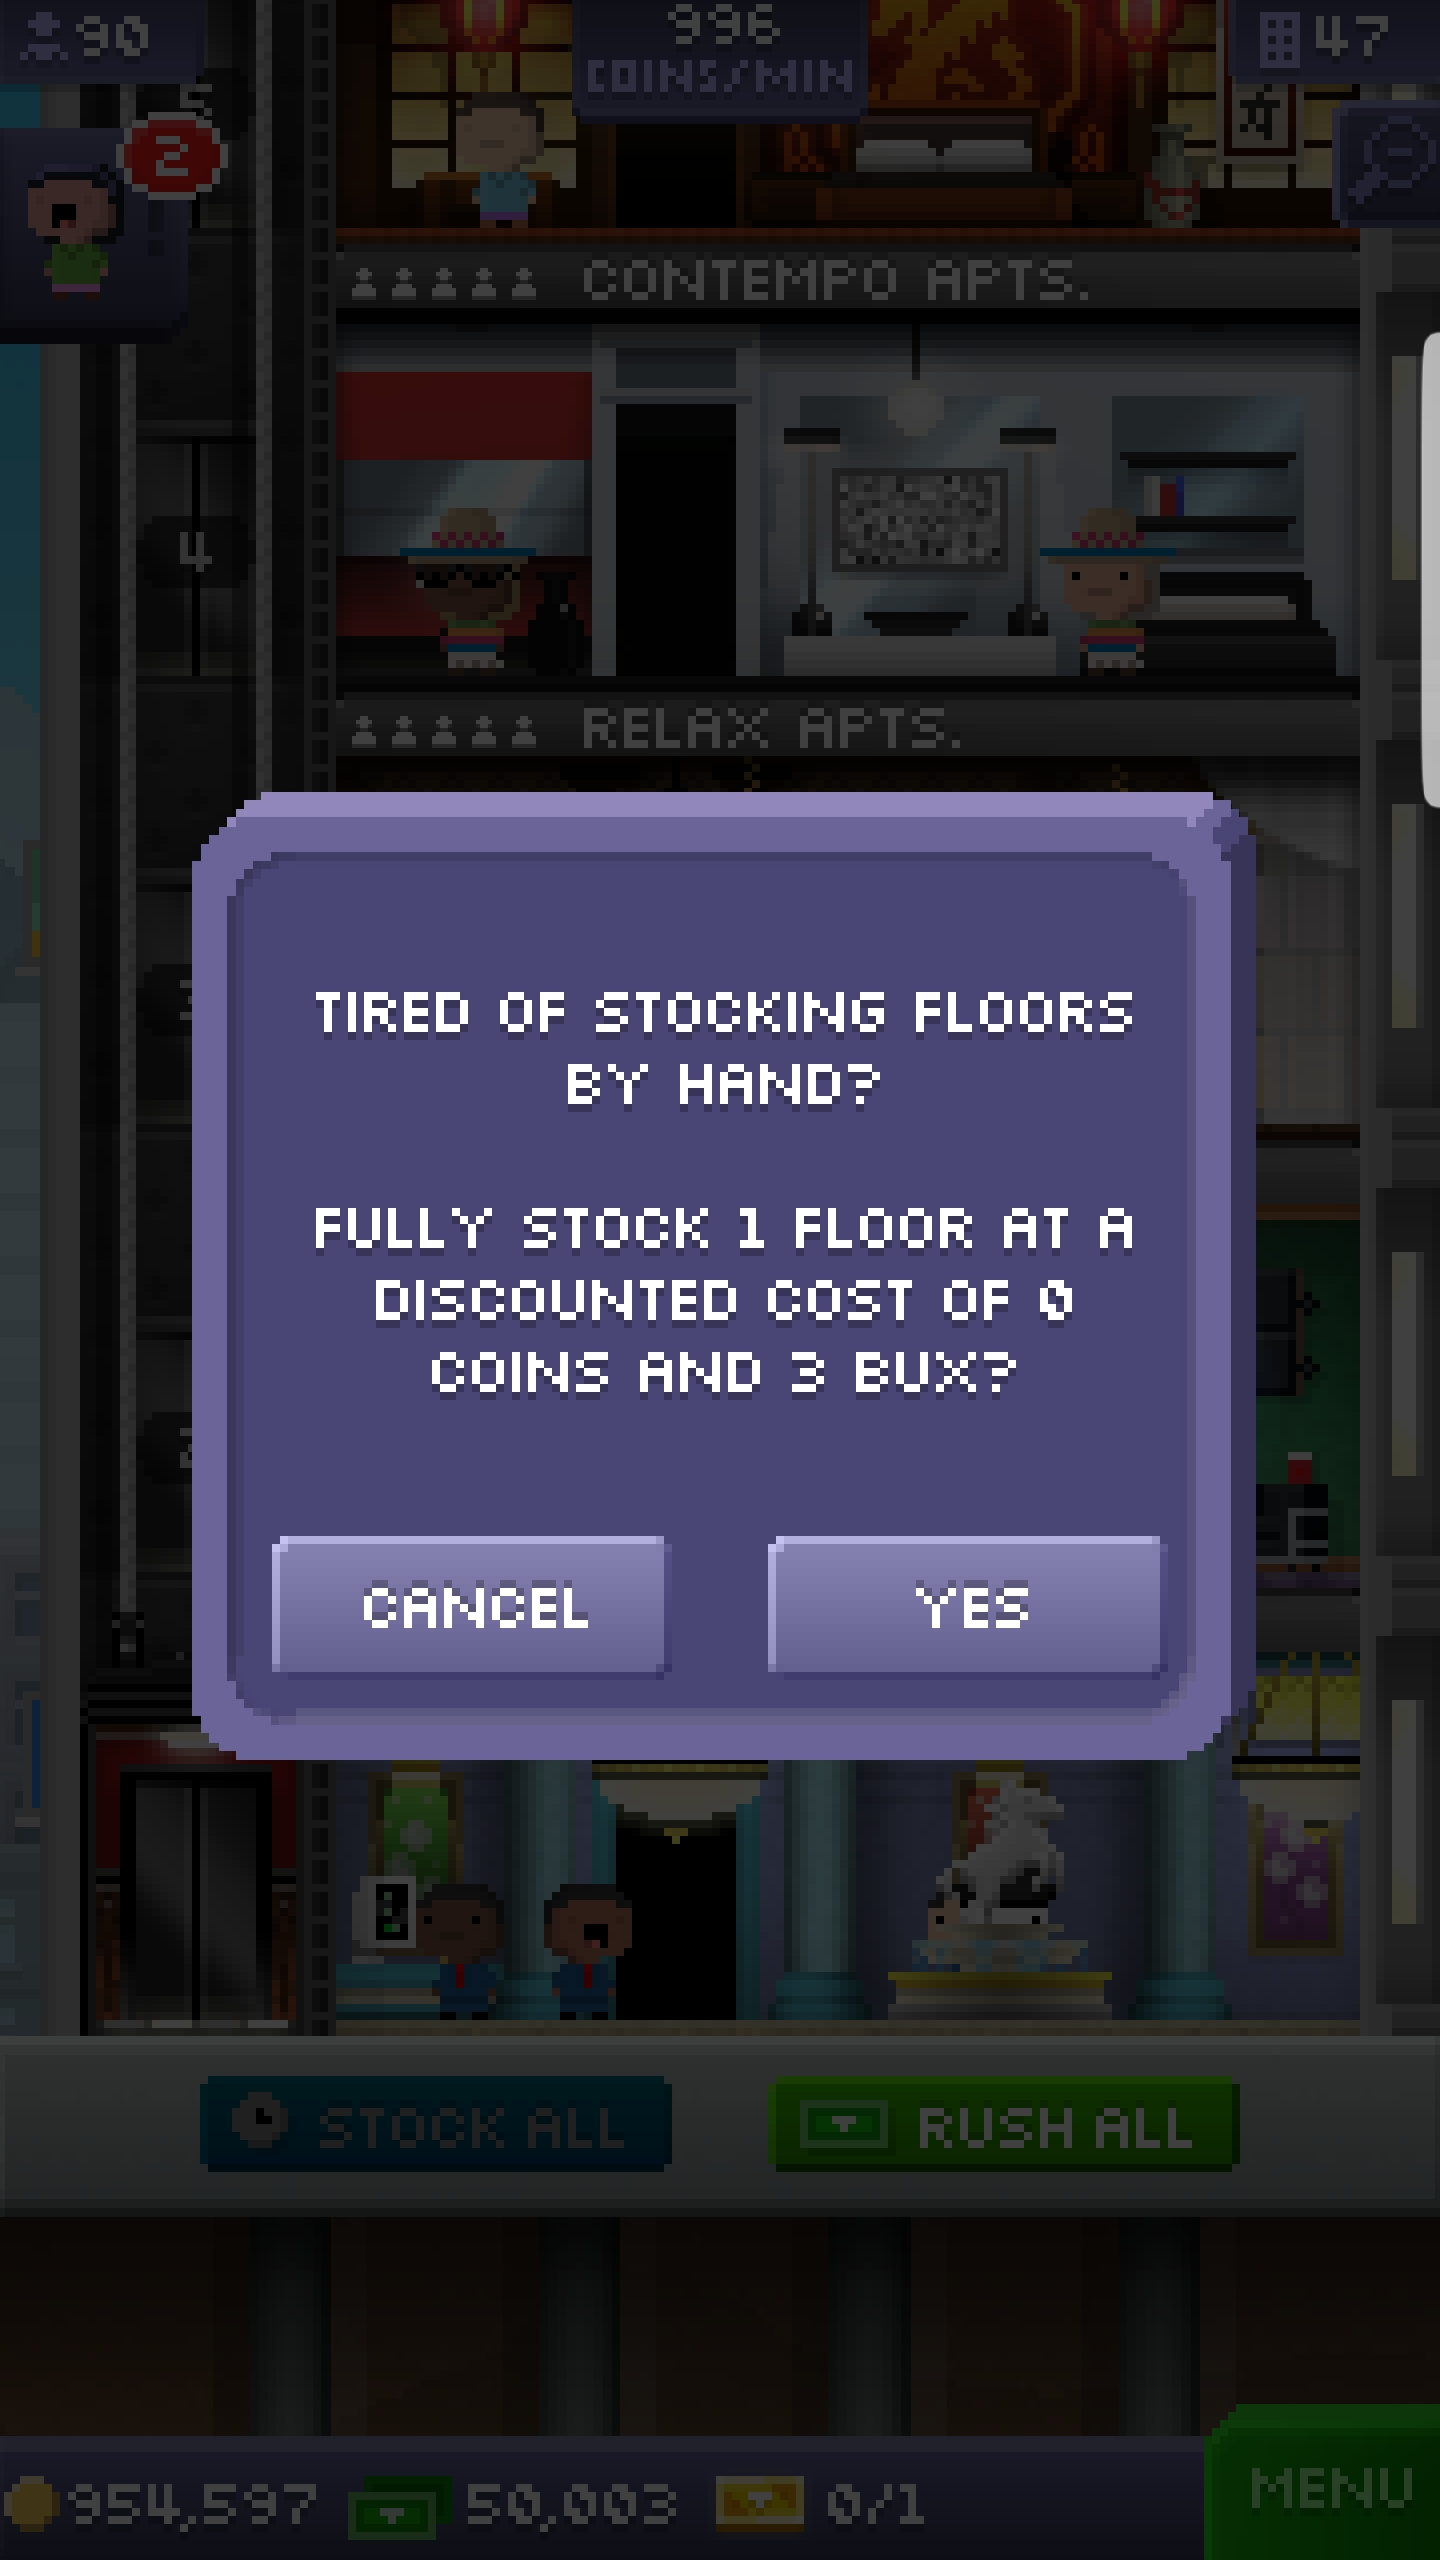 90
996
COINS/MIN
47
5
2
CONTEMPO APTS.
4
RELAX APTS.
TIRED OF STOCKING FLOORS
BY HAND?
FULLY STOCK 1 FLOOR AT A
DISCOUNTED COST OF 0
COINS AND 3 BUX?
CANCEL
YES
STOCK ALL
RUSH ALL
954,597
50,003
0/1
MENU